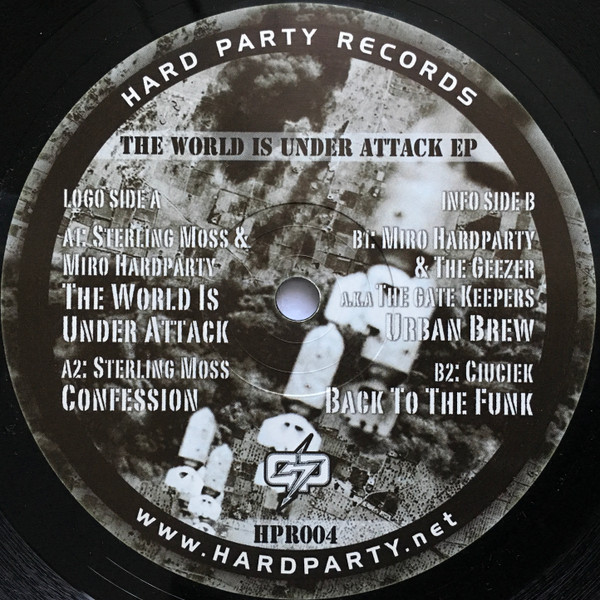 HARD PARTY RECORDS
THE WORLD IS UNDER ATTACK EP
LOGO SIDE A
A1: STERLING MOSS &
MIRO HARDPARTY
THE WORLD IS
UNDER ATTACK
A2: STERLING MOSS
CONFESSION
INFO SIDE B
B1: MIRO HARDPARTY
& THE GEEZER
A.K.A THE GATE KEEPERS
URBAN BREW
B2: CIUCIEK
BACK TO THE FUNK
HPR004
www.HARDPARTY.net